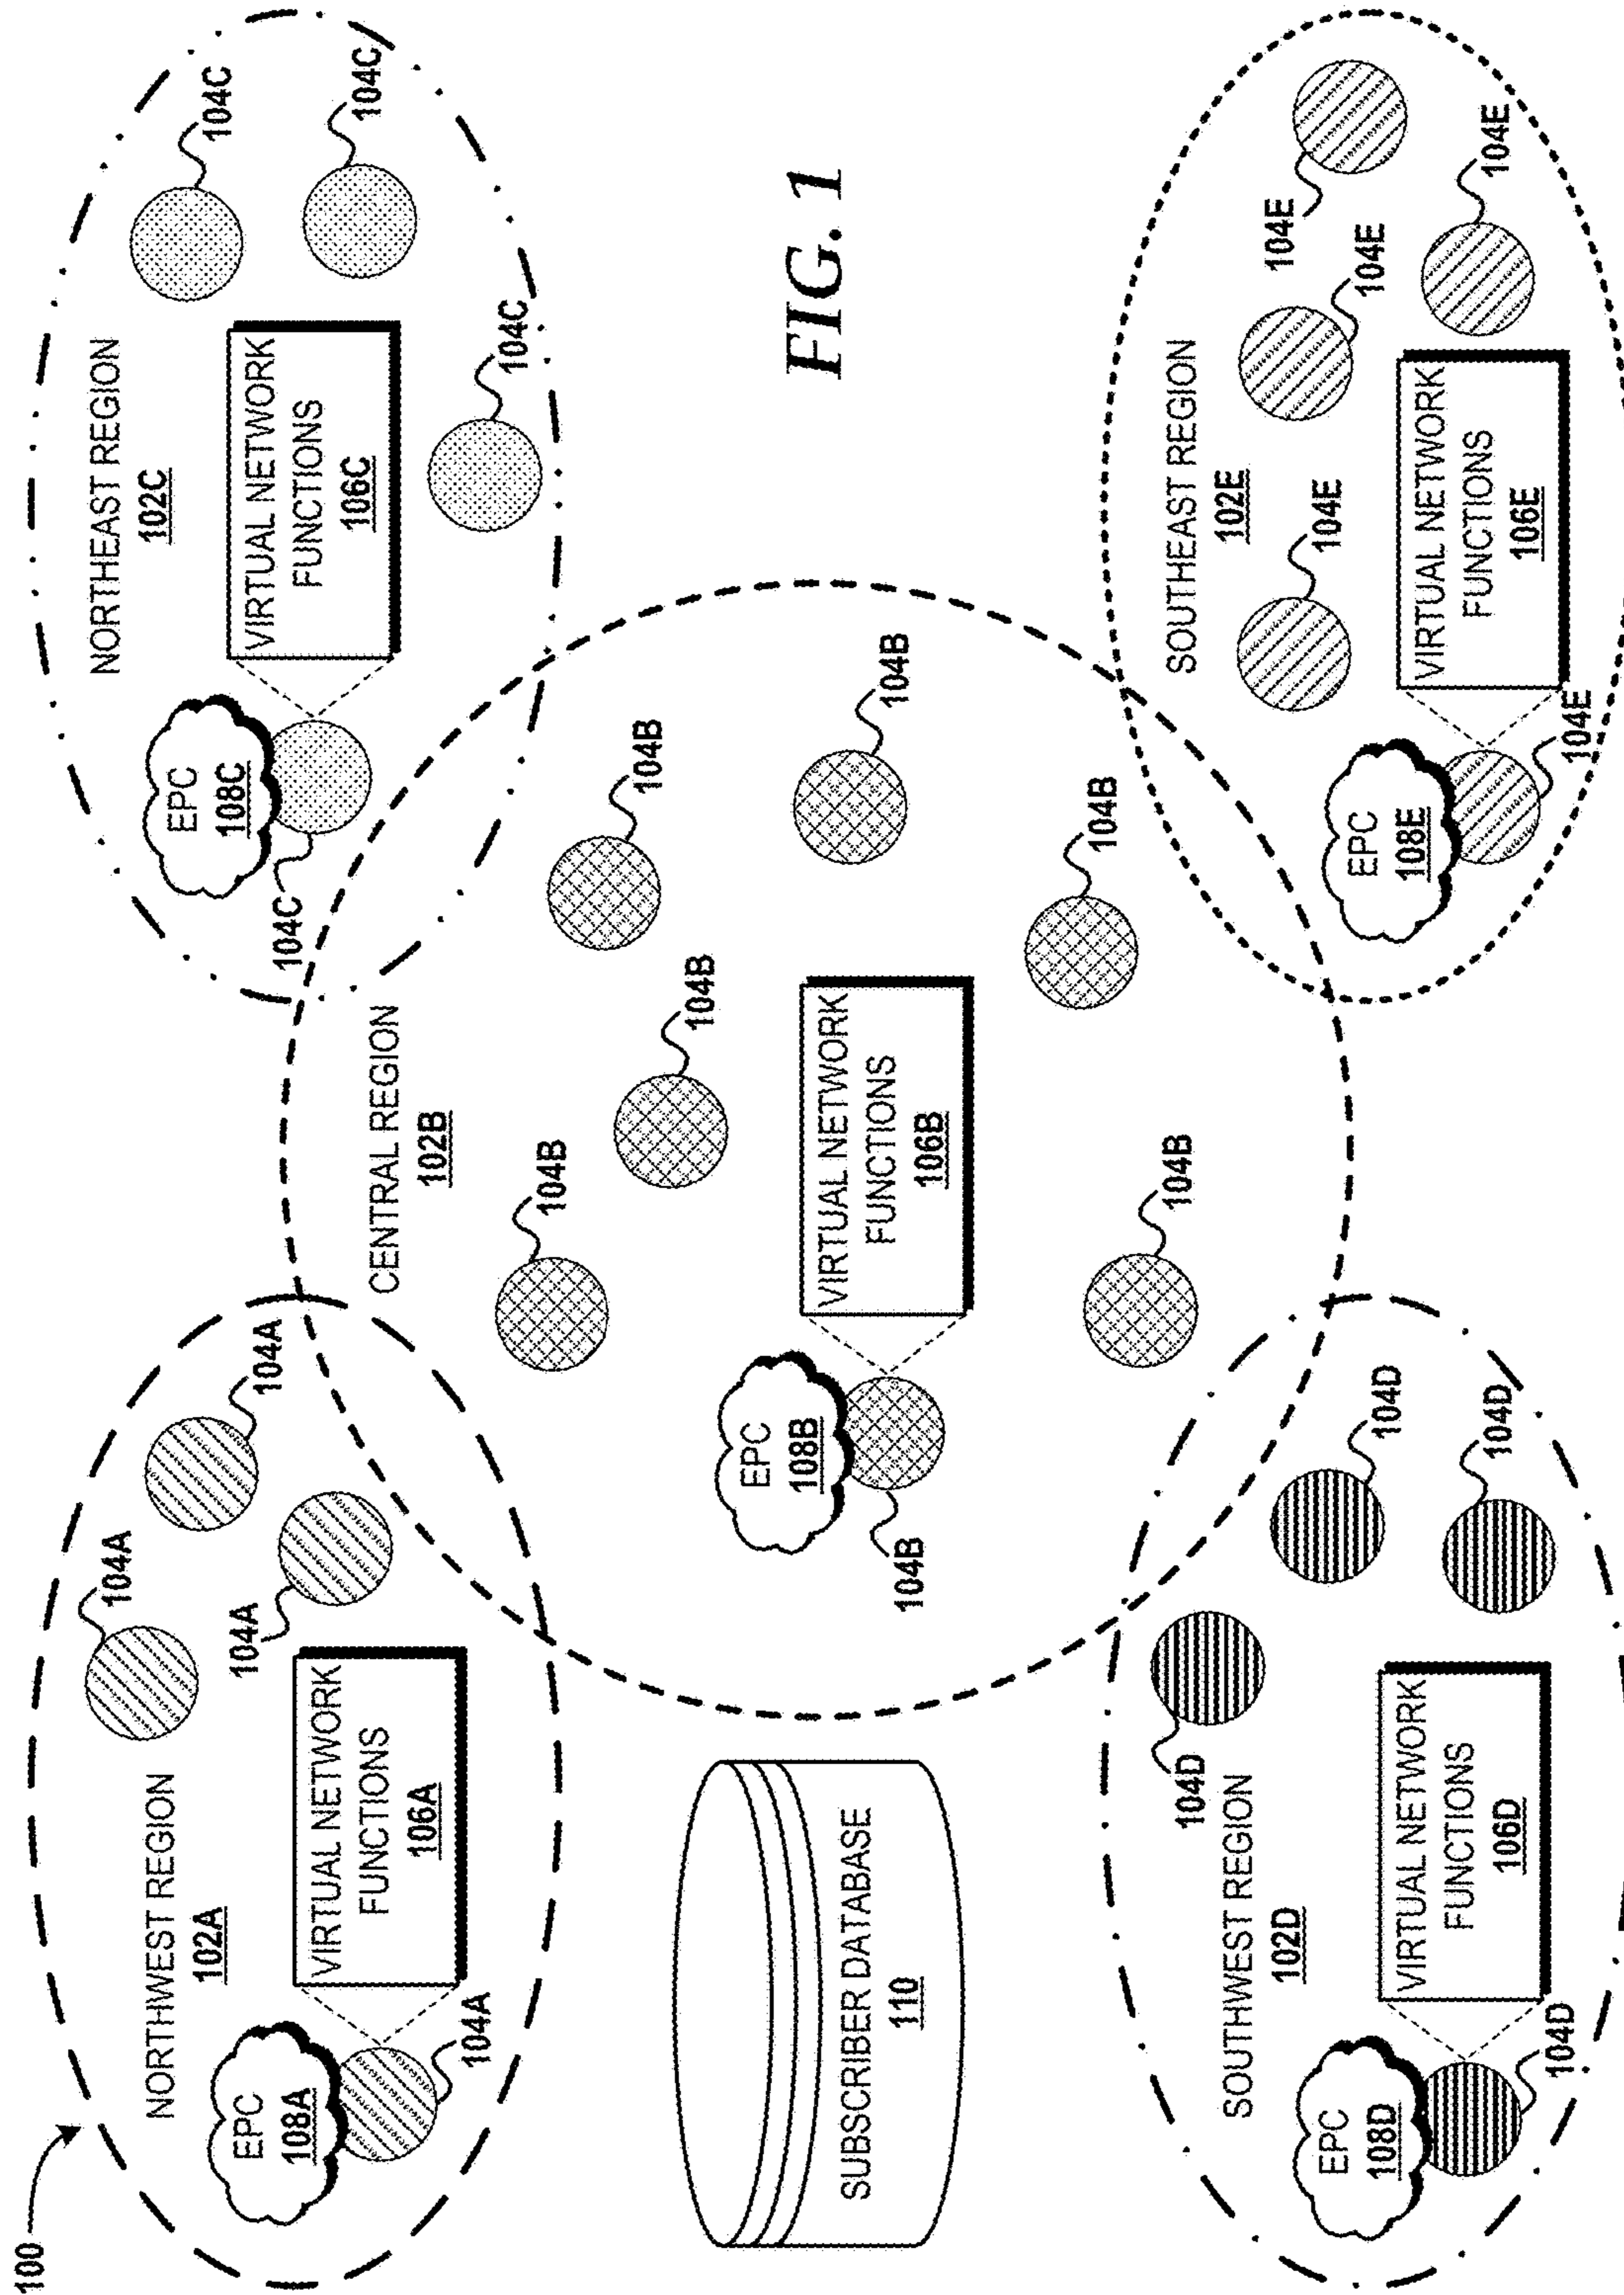 100
NORTHWEST REGION
102A
104A
104A
104A
EPC
108A
VIRTUAL NETWORK
FUNCTIONS
106A
104A
NORTHEAST REGION
102C
104C
104C
104C
EPC
108C
104C
VIRTUAL NETWORK
FUNCTIONS
106C
CENTRAL REGION
102B
104B
104B
104B
104B
104B
104B
EPC
108B
104B
VIRTUAL NETWORK
FUNCTIONS
106B
SUBSCRIBER DATABASE
110
FIG. 1
SOUTHWEST REGION
102D
104D
104D
104D
EPC
108D
VIRTUAL NETWORK
FUNCTIONS
106D
104D
SOUTHEAST REGION
102E
104E
104E
104E
104E
EPC
108E
VIRTUAL NETWORK
FUNCTIONS
106E
104E